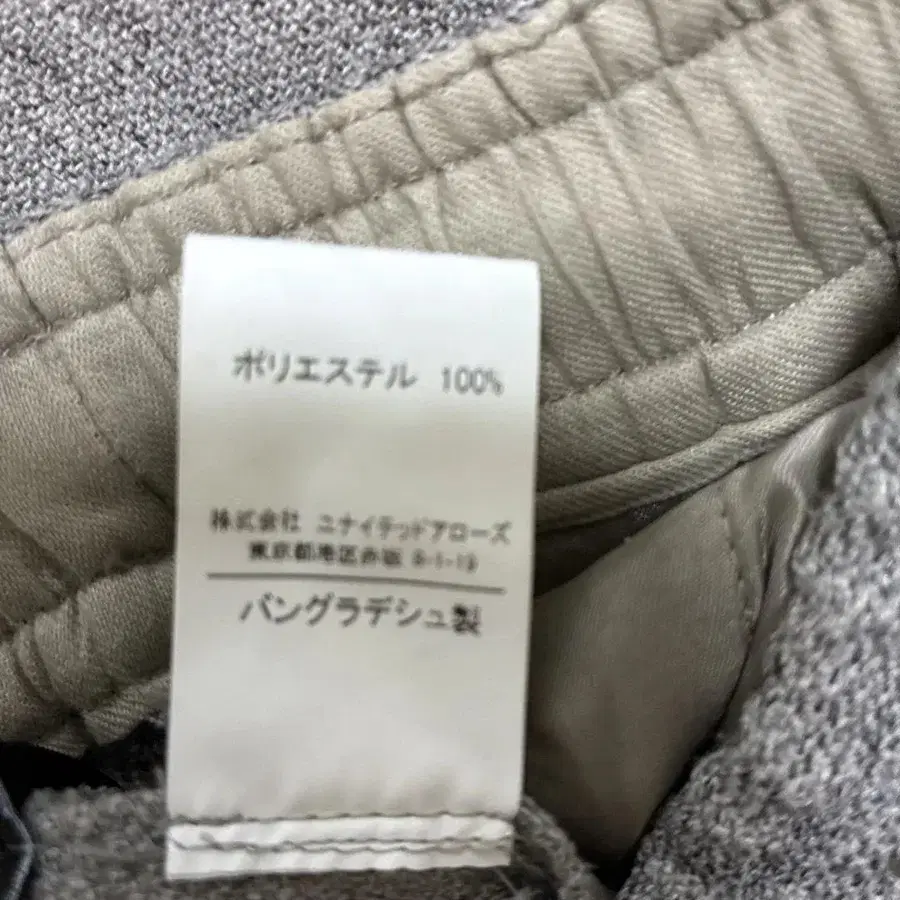 ポリエステル 100%
株式会社 ユナイテッドアローズ
東京都港区赤坂 8-1-19
バングラデシュ製